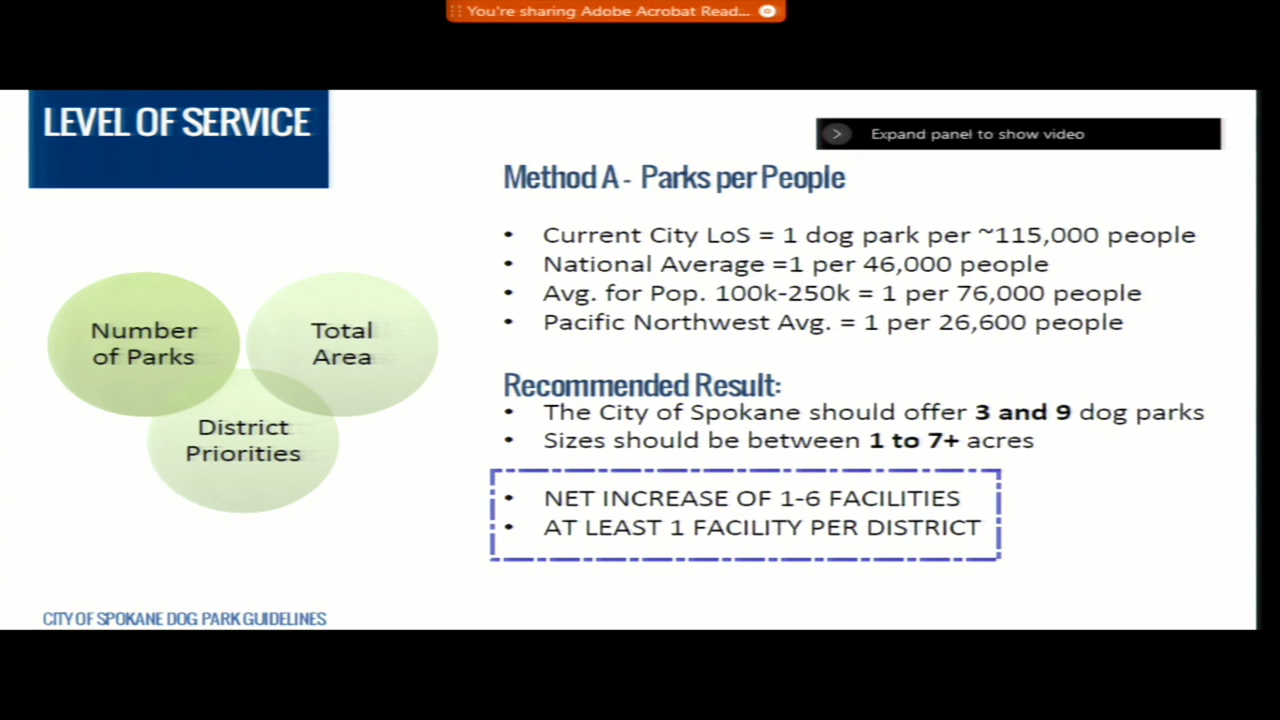 You're sharing Adobe Acrobat Read...
LEVEL OF SERVICE
Expand panel to show video
Method A - Parks per People
• Current City LoS = 1 dog park per ~115,000 people
• National Average =1 per 46,000 people
• Avg. for Pop. 100k-250k = 1 per 76,000 people
• Pacific Northwest Avg. = 1 per 26,600 people
Number
of Parks
Total
Area
District
Priorities
Recommended Result:
• The City of Spokane should offer 3 and 9 dog parks
• Sizes should be between 1 to 7+ acres
• NET INCREASE OF 1-6 FACILITIES
• AT LEAST 1 FACILITY PER DISTRICT
CITY OF SPOKANE DOG PARK GUIDELINES